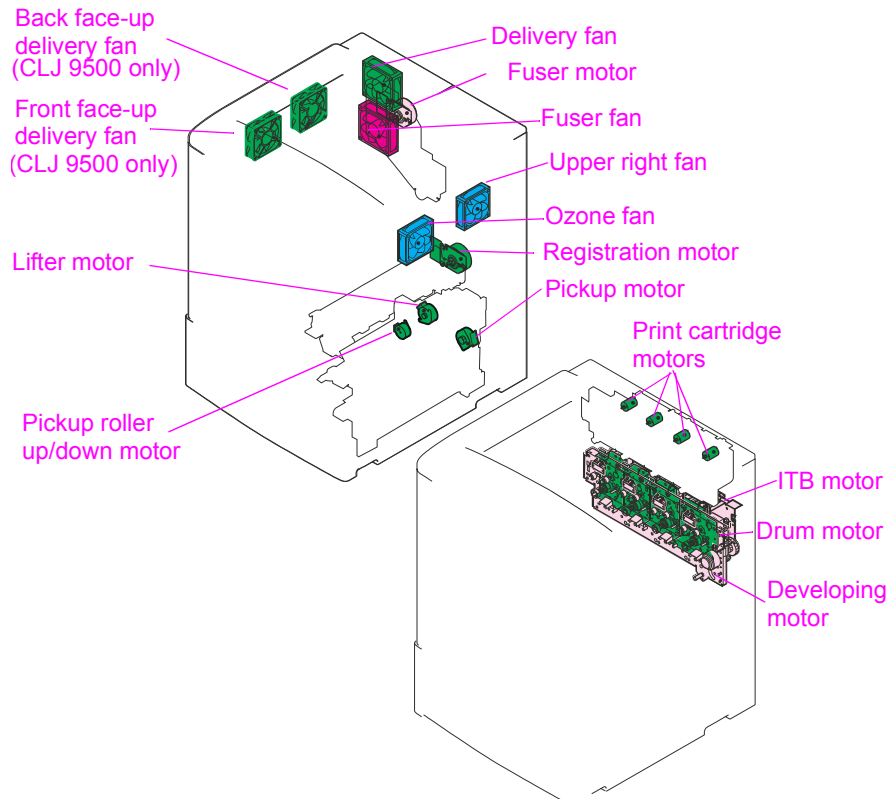 Back face-up
delivery fan
(CLJ 9500 only)
Front face-up
delivery fan
(CLJ 9500 only)
Delivery fan
Fuser motor
Fuser fan
Upper right fan
Ozone fan
Registration motor
Lifter motor
Pickup motor
Pickup roller
up/down motor
Print cartridge
motors
ITB motor
Drum motor
Developing
motor